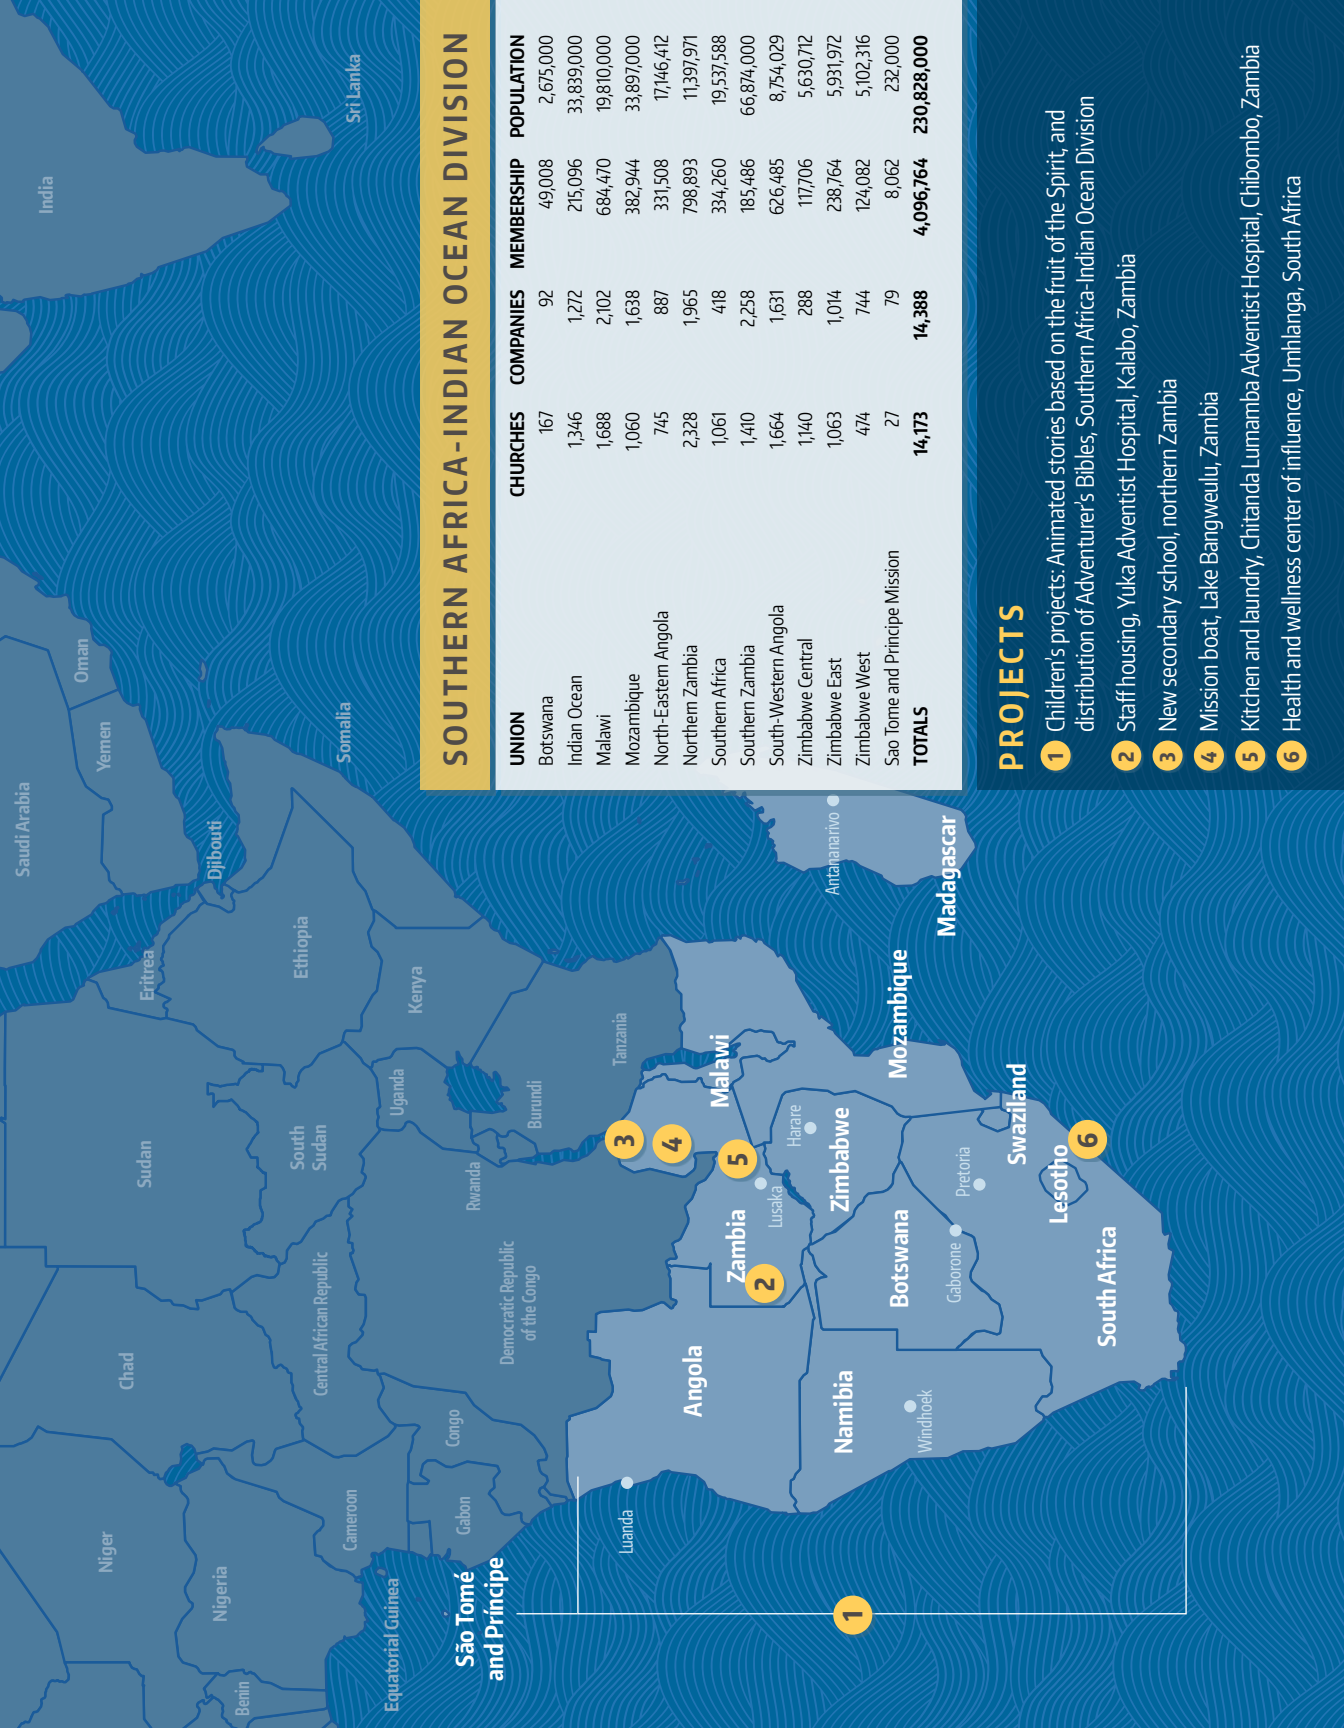 SOUTHERN AFRICA-INDIAN OCEAN DIVISION
UNION CHURCHES COMPANIES MEMBERSHIP POPULATION
Botswana 167 92 49,008 2,675,000
Indian Ocean 1,346 1,272 215,096 33,839,000
Malawi 1,688 2,102 684,470 19,810,000
Mozambique 1,060 1,638 382,944 33,897,000
North-Eastern Angola 745 887 331,508 17,146,412
Northern Zambia 2,328 1,965 798,893 11,397,971
Southern Africa 1,061 418 334,260 19,537,588
Southern Zambia 1,410 2,258 185,486 66,874,000
South-Western Angola 1,664 1,631 626,485 8,754,029
Zimbabwe Central 1,140 288 117,706 5,630,712
Zimbabwe East 1,063 1,014 238,764 5,931,972
Zimbabwe West 474 744 124,082 5,102,316
Sao Tome and Principe Mission 27 79 8,062 232,000
TOTALS 14,173 14,388 4,096,764 230,828,000
PROJECTS
1 Children's projects: Animated stories based on the fruit of the Spirit, and
distribution of Adventurer's Bibles, Southern Africa-Indian Ocean Division
2 Staff housing, Yuka Adventist Hospital, Kalabo, Zambia
3 New secondary school, northern Zambia
4 Mission boat, Lake Bangweulu, Zambia
5 Kitchen and laundry, Chitanda Lumamba Adventist Hospital, Chibombo, Zambia
6 Health and wellness center of influence, Umhlanga, South Africa
India
Sri Lanka
Saudi Arabia
Oman
Yemen
Somalia
Djibouti
Eritrea
Ethiopia
Kenya
Sudan
South
Sudan
Uganda
Tanzania
Burundi
Rwanda
Chad
Central African Republic
Democratic Republic
of the Congo
Niger
Nigeria
Cameroon
Congo
Gabon
Benin
Equatorial Guinea
São Tomé
and Príncipe
Luanda
Angola
Zambia
Lusaka
Malawi
Harare
Zimbabwe
Mozambique
Antananarivo
Madagascar
Namibia
Windhoek
Botswana
Gaborone
Pretoria
Swaziland
Lesotho
South Africa
1
2
3
4
5
6